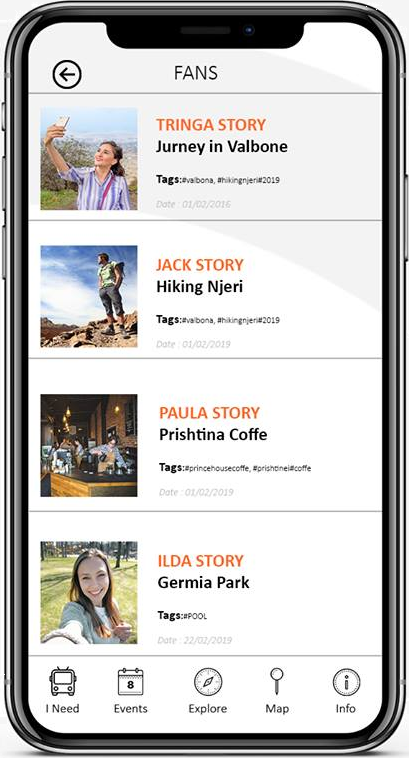 FANS
TRINGA STORY
Jurney in Valbone
Tags:#valbona, #hikingnjeri#2019
Date : 01/02/2016
JACK STORY
Hiking Njeri
Tags:#valbona, #hikingnjeri#2019
Date : 01/02/2019
PAULA STORY
Prishtina Coffe
Tags:#princehousecoffe, #prishtinei#coffe
Date : 01/02/2019
ILDA STORY
Germia Park
Tags:#POOL
Date : 22/02/2019
8
I Need Events Explore Map Info